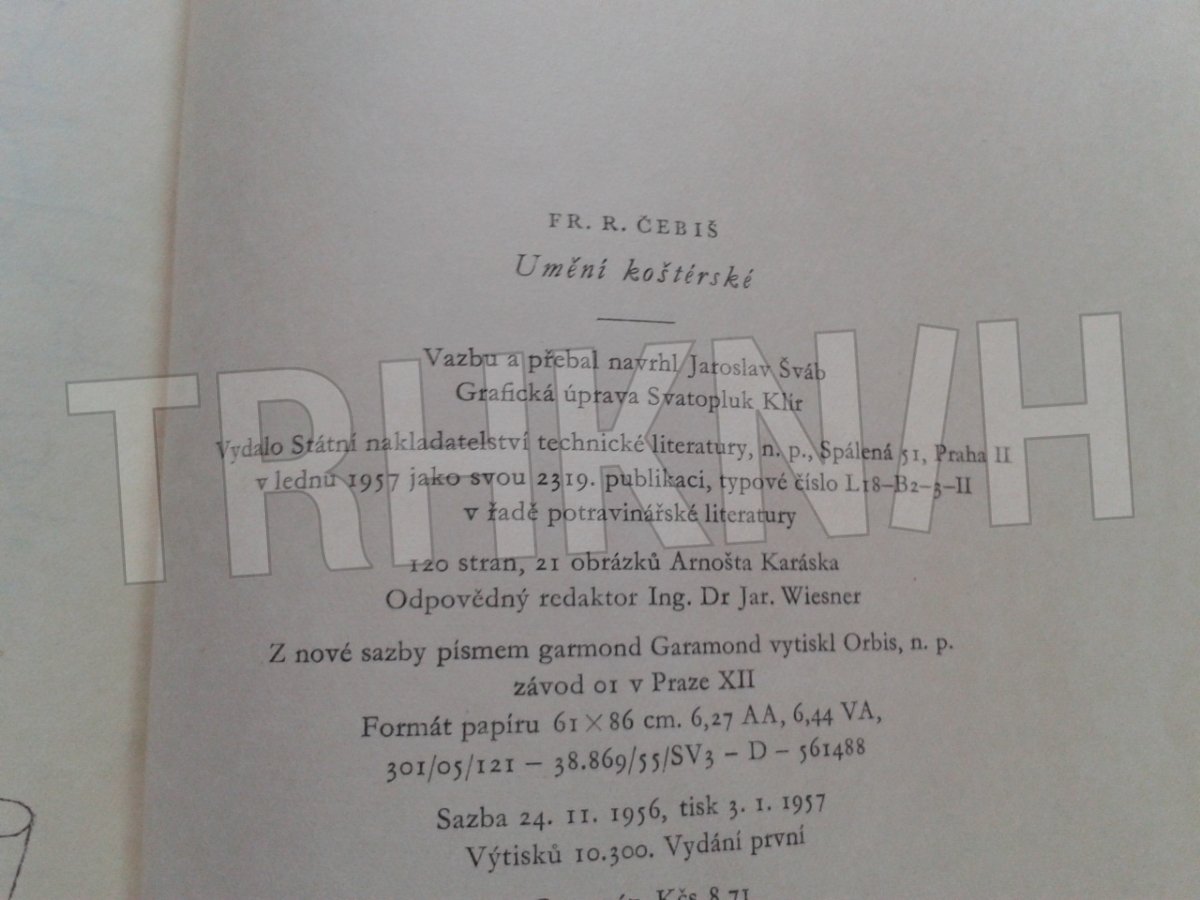 FR. R. ČEBIŠ
Umění koštérské
Vazbu a přebal navrhl Jaroslav Šváb
Grafická úprava Svatopluk Klír
Vydalo Státní nakladatelství technické literatury, n. p., Spálená 51, Praha II
v lednu 1957 jako svou 2319. publikaci, typové číslo L18–B2–3–II
v řadě potravinářské literatury
120 stran, 21 obrázků Arnošta Karáska
Odpovědný redaktor Ing. Dr Jar. Wiesner
Z nové sazby písmem garmond Garamond vytiskl Orbis, n. p.
závod 01 v Praze XII
Formát papíru 61×86 cm. 6,27 AA, 6,44 VA,
301/05/121 – 38.869/55/SV3 – D – 561488
Sazba 24. 11. 1956, tisk 3. 1. 1957
Výtisků 10.300. Vydání první
Kčs 8,71
TRHKN/H